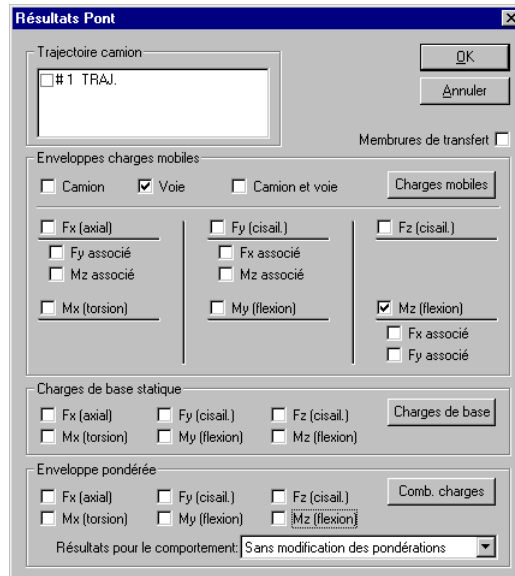 Résultats Pont
Trajectoire camion
#1 TRAJ.
OK
Annuler
Membrures de transfert
Enveloppes charges mobiles
Camion Voie Camion et voie Charges mobiles
Fx (axial) Fy (cisail.) Fz (cisail.)
Fy associé Fx associé
Mz associé Mz associé
Mx (torsion) My (flexion) Mz (flexion)
Fx associé
Fy associé
Charges de base statique
Fx (axial) Fy (cisail.) Fz (cisail.) Charges de base
Mx (torsion) My (flexion) Mz (flexion)
Enveloppe pondérée
Fx (axial) Fy (cisail.) Fz (cisail.) Comb. charges
Mx (torsion) My (flexion) Mz (flexion)
Résultats pour le comportement: Sans modification des pondérations